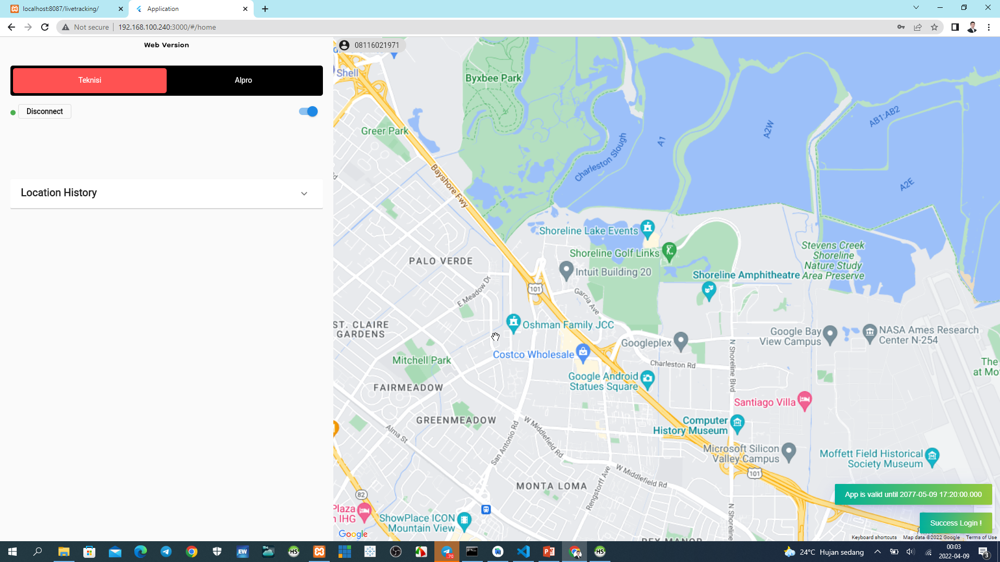 localhost:8087/livetracking/
Application
Not secure
192.168.100.240:3000/#/home
Web Version
08116021971
Teknisi
Alpro
Disconnect
Location History
Shell
Byxbee Park
Greer Park
Bayshore Fwy
Charleston Slough
A1
A2W
AB1:AB2
A2E
Shoreline Lake Events
Shoreline Golf Links
Stevens Creek
Shoreline
Nature Study
Area Preserve
PALO VERDE
Intuit Building 20
Shoreline Amphitheatre
101
E Meadow Dr
Garcia Ave
ST. CLAIRE
GARDENS
Oshman Family JCC
Googleplex
Google Bay
View Campus
NASA Ames Research
Center N-254
Mitchell Park
Costco Wholesale
Charleston Rd
N Shoreline Blvd
The
at Mo
Google Android
Statues Square
FAIRMEADOW
Santiago Villa
GREENMEADOW
Computer
History Museum
Alma St
San Antonio Rd
W Middlefield Rd
Microsoft Silicon
Valley Campus
Moffett Field Historical
Society Museum
W Middlefield Rd
Rengstorff Ave
101
MONTA LOMA
82
App is valid until 2077-05-09 17:20:00.000
Plaza
IHG
ShowPlace ICON
Mountain View
N Shoreline
Success Login !
Google
REX MANOR
Keyboard shortcuts
Map data ©2022 Google
Terms of Use
EW
HS
..70
HS
24°C Hujan sedang
00:03
2022-04-09
3